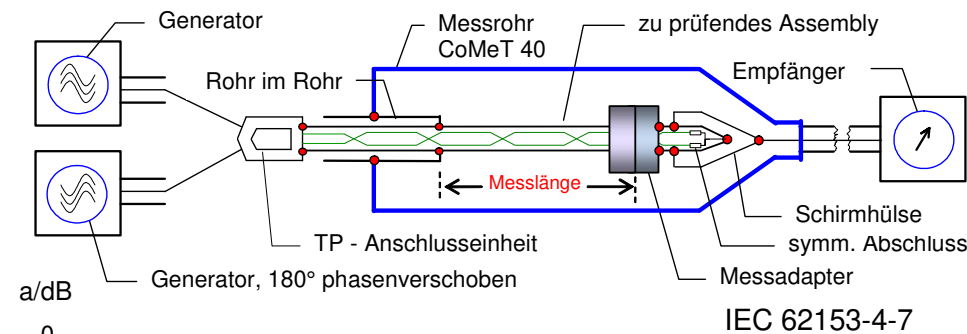 Generator
Messrohr
CoMeT 40
zu prüfendes Assembly
Empfänger
Rohr im Rohr
Messlänge
TP - Anschlusseinheit
Schirmhülse
symm. Abschluss
Messadapter
Generator, 180° phasenverschoben
a/dB
0
IEC 62153-4-7